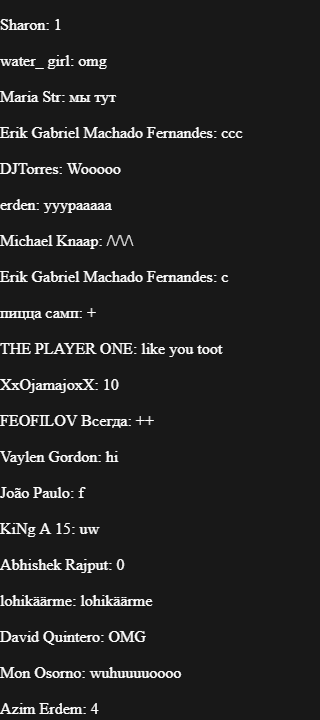 Sharon: 1
water_ girl: omg
Maria Str: мы тут
Erik Gabriel Machado Fernandes: ccc
DJTorres: Wooooo
erden: yyypaaaaa
Michael Knaap: /\/\/\
Erik Gabriel Machado Fernandes: c
пицца самп: +
THE PLAYER ONE: like you toot
XxOjamajoxX: 10
FEOFILOV Всегда: ++
Vaylen Gordon: hi
João Paulo: f
KiNg A 15: uw
Abhishek Rajput: 0
lohikäärme: lohikäärme
David Quintero: OMG
Mon Osorno: wuhuuuuoooo
Azim Erdem: 4